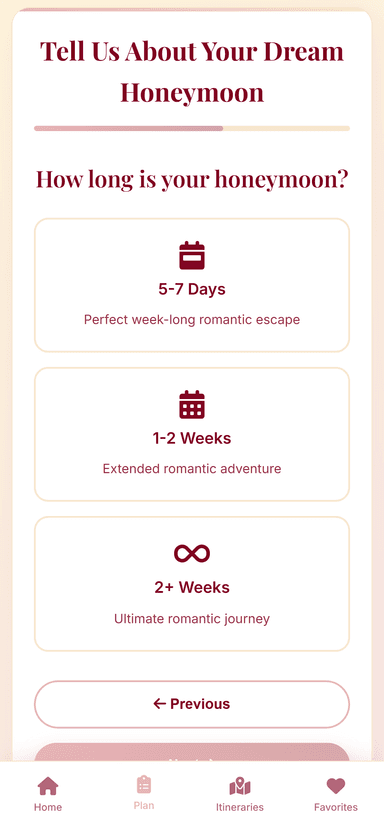 Tell Us About Your Dream
Honeymoon
How long is your honeymoon?
5-7 Days
Perfect week-long romantic escape
1-2 Weeks
Extended romantic adventure
2+ Weeks
Ultimate romantic journey
← Previous
Home
Plan
Itineraries
Favorites